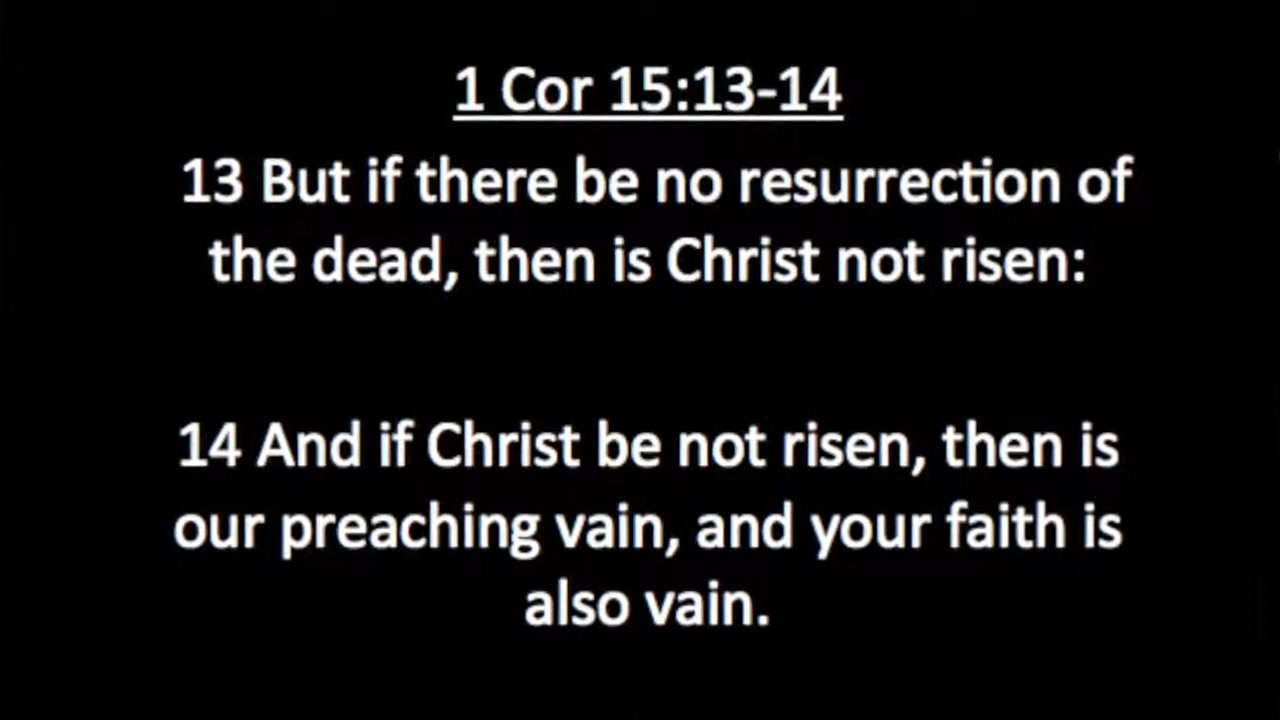 1 Cor 15:13-14
13 But if there be no resurrection of
the dead, then is Christ not risen:
14 And if Christ be not risen, then is
our preaching vain, and your faith is
also vain.